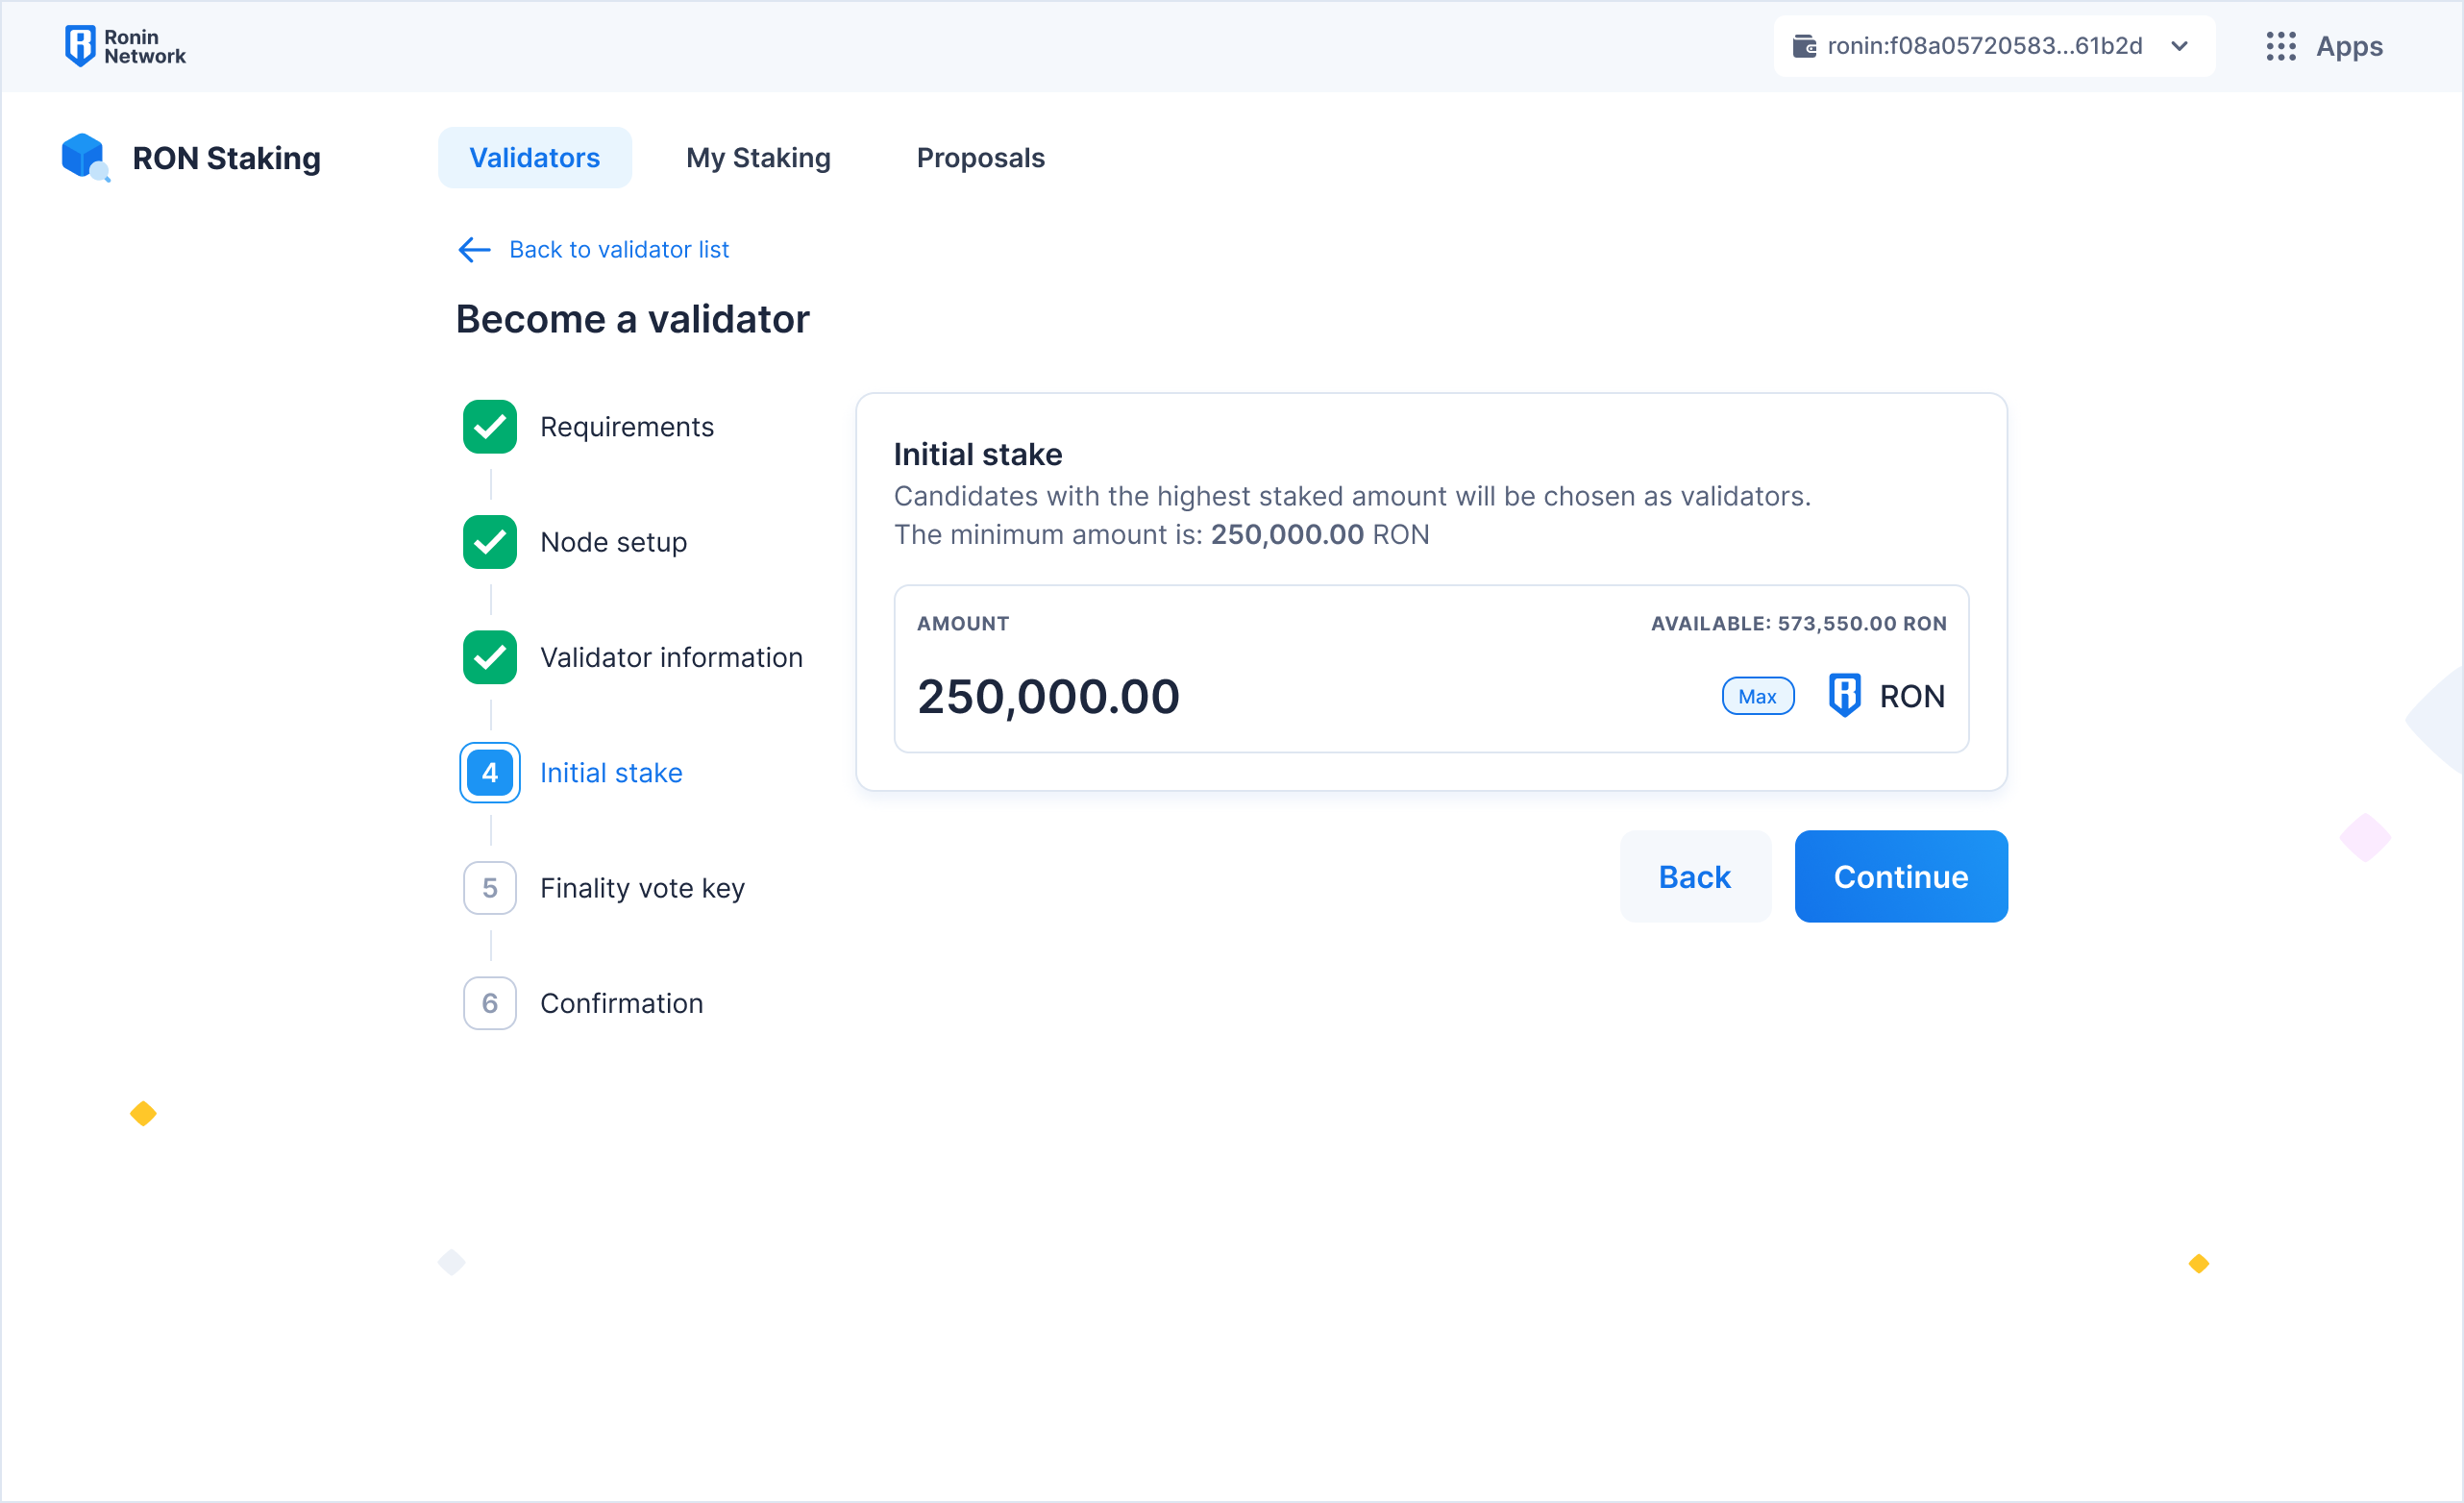 Ronin
Network
ronin:f08a05720583...61b2d
Apps
RON Staking
Validators
My Staking
Proposals
Back to validator list
Become a validator
Requirements
Node setup
Validator information
4 Initial stake
5 Finality vote key
6 Confirmation
Initial stake
Candidates with the highest staked amount will be chosen as validators.
The minimum amount is: 250,000.00 RON
AMOUNT
AVAILABLE: 573,550.00 RON
250,000.00
Max
RON
Back
Continue